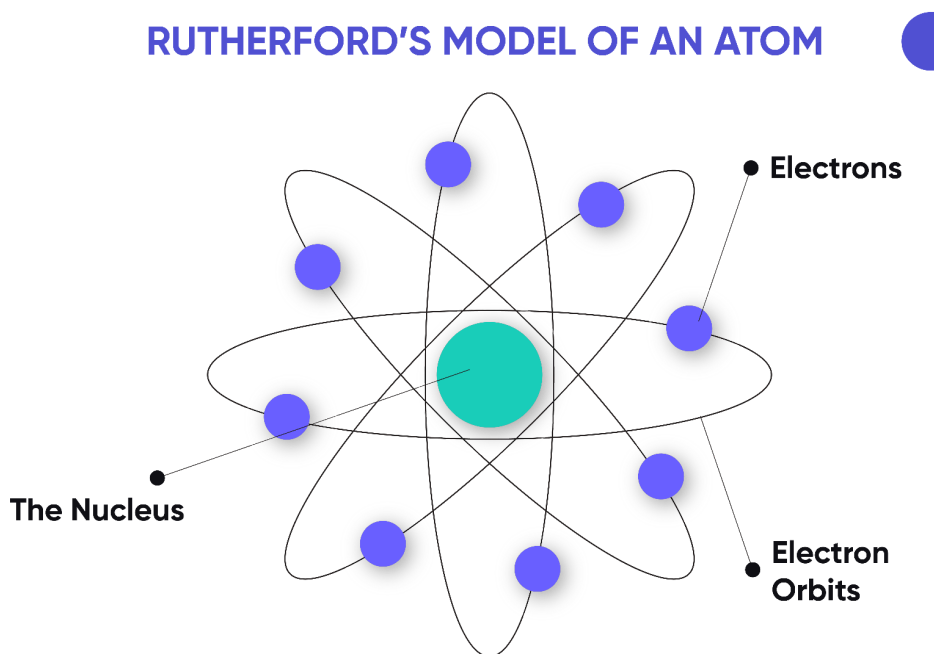 RUTHERFORD’S MODEL OF AN ATOM
Electrons
The Nucleus
Electron
Orbits